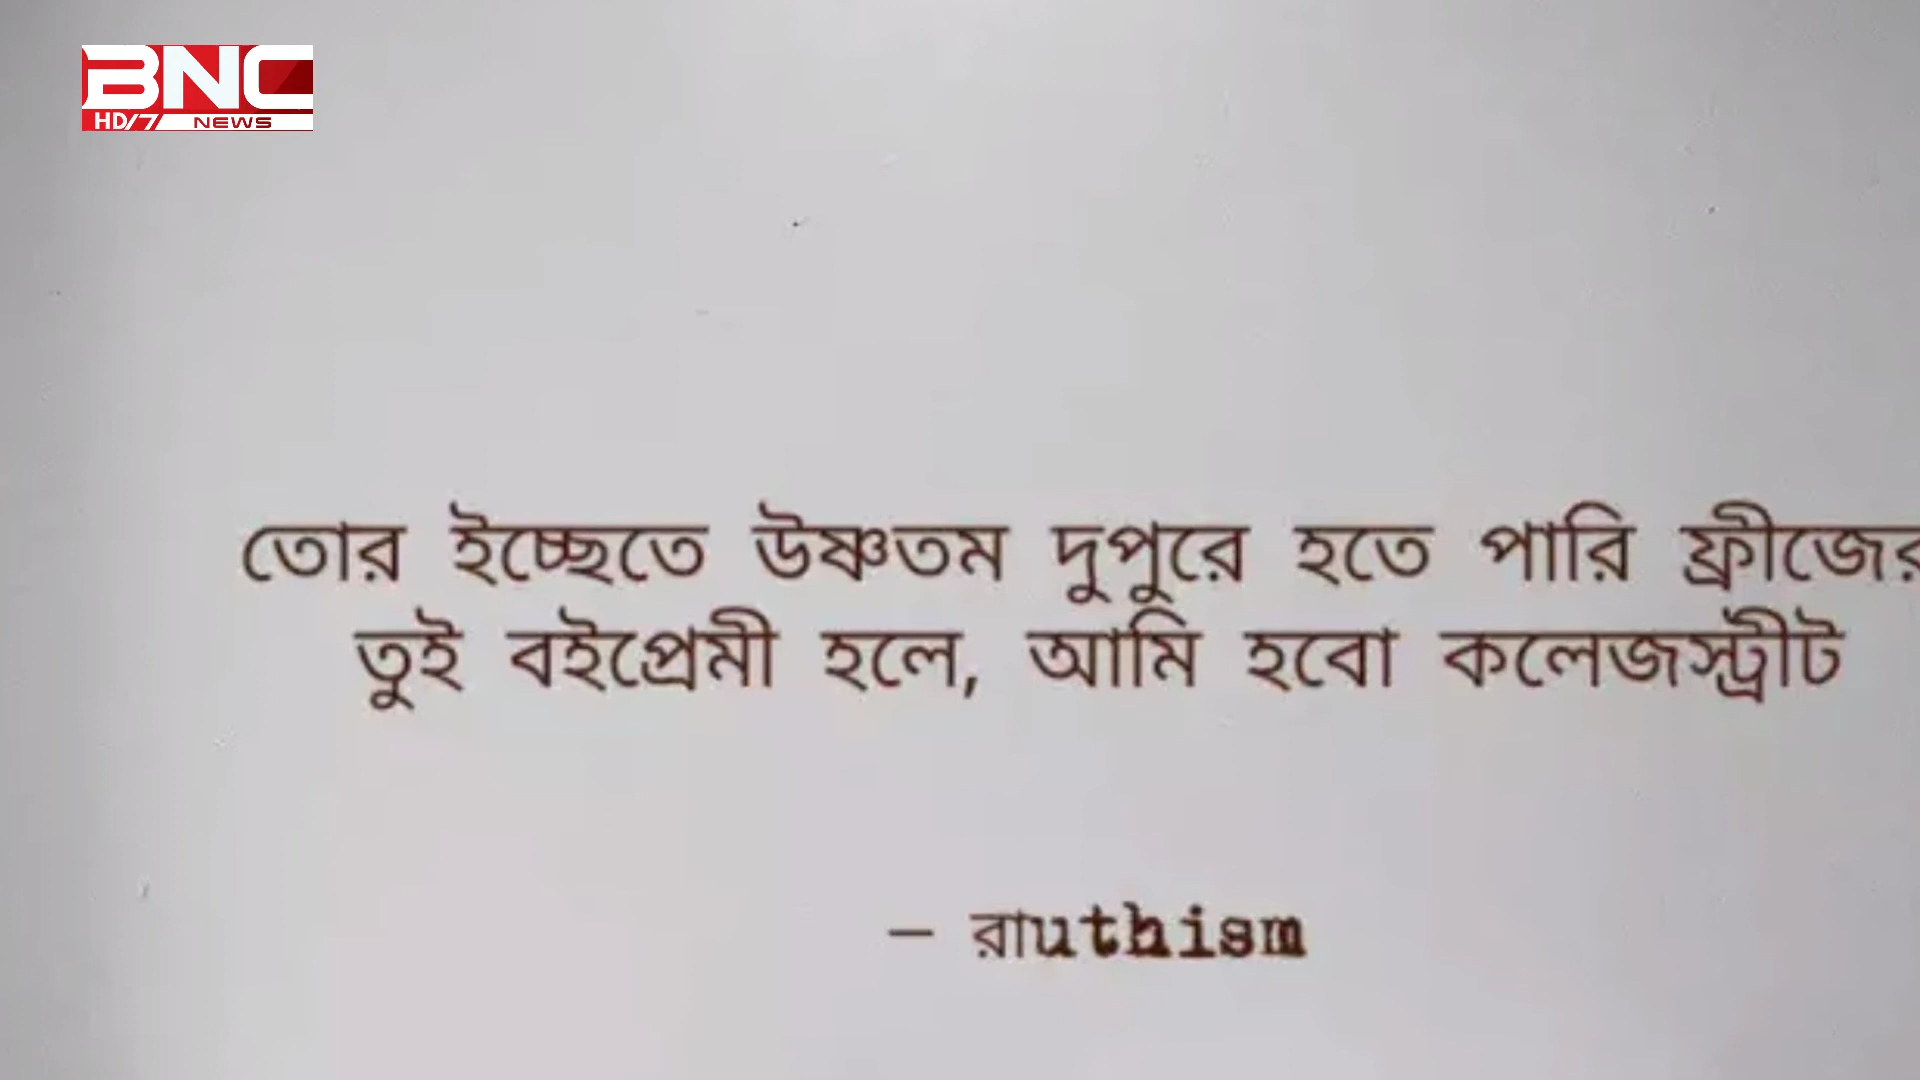 BNC
HD/7 NEWS
তোর ইচ্ছেতে উষ্ণতম দুপুরে হতে পারি ফ্রীজের
তুই বইপ্রেমী হলে, আমি হবো কলেজস্ট্রীট
– রাuthism